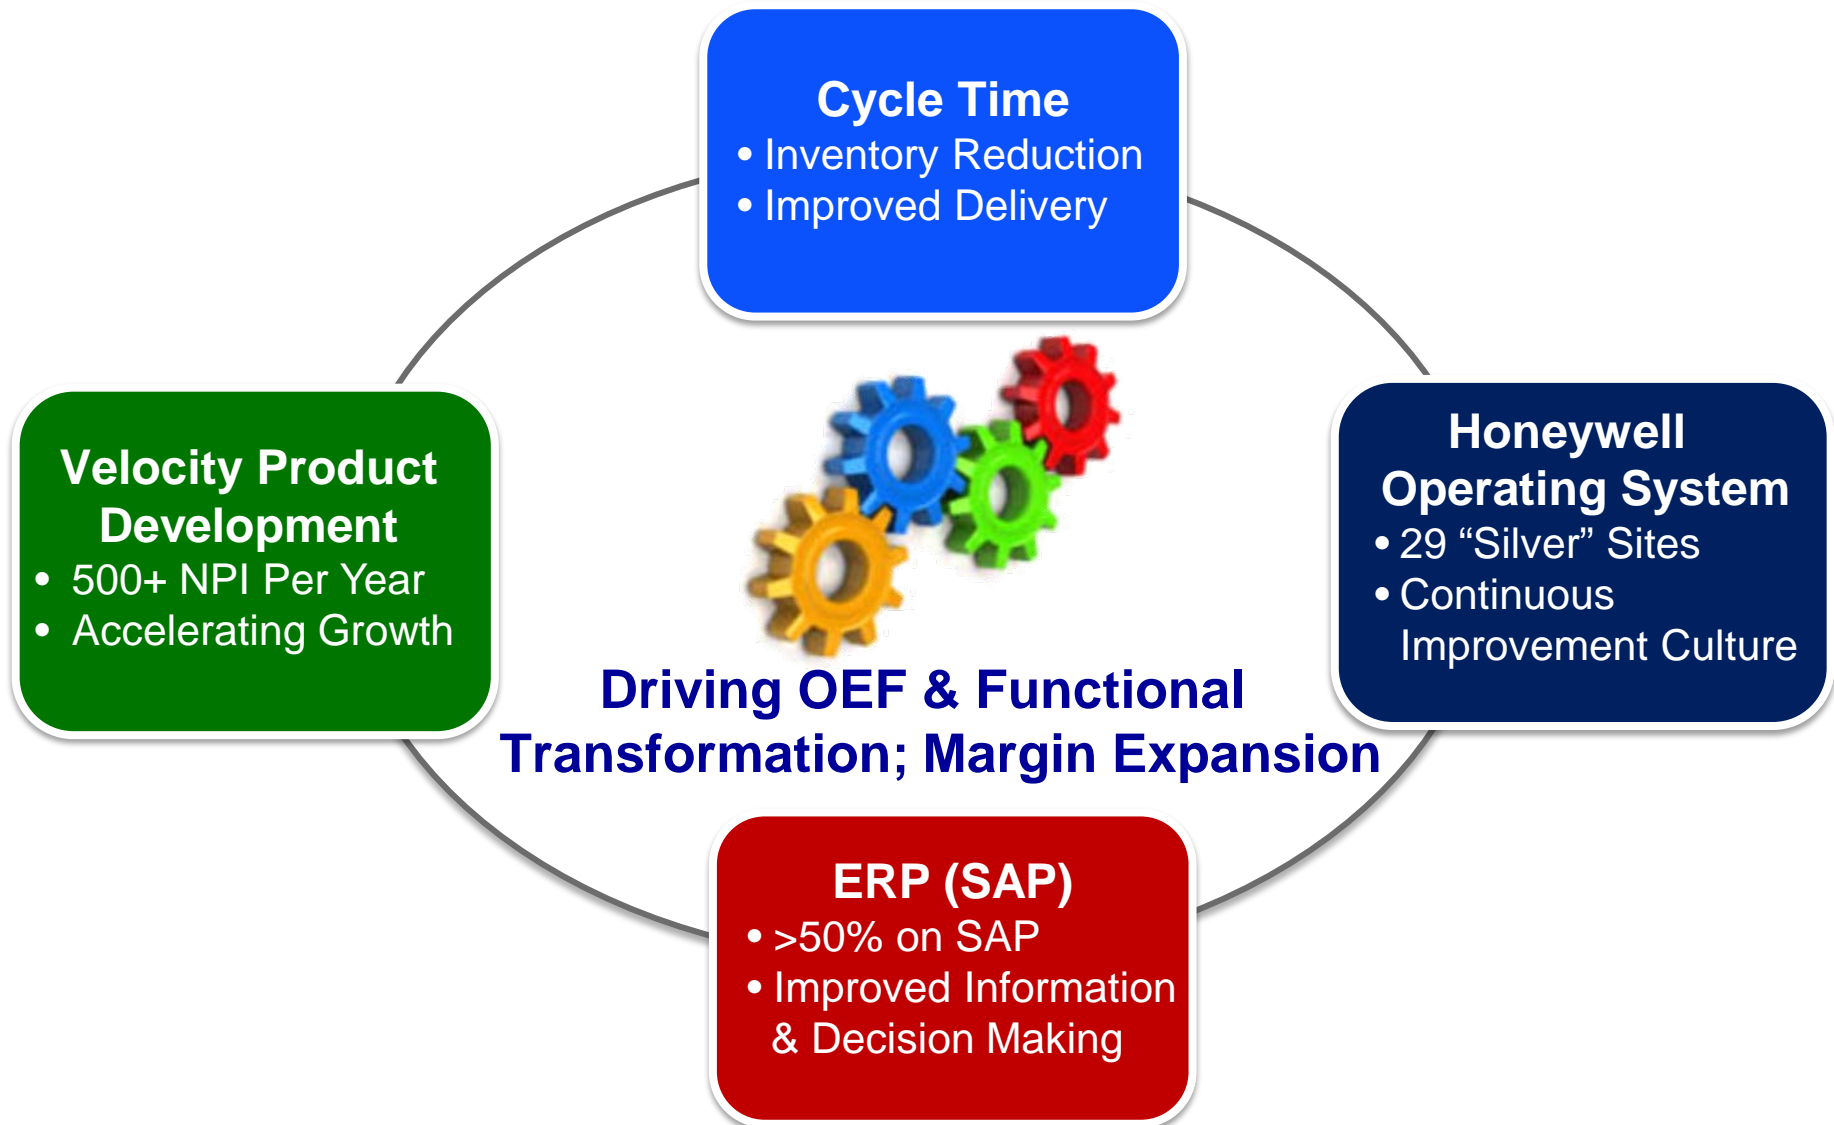 Cycle Time
• Inventory Reduction
• Improved Delivery
Velocity Product
Development
• 500+ NPI Per Year
• Accelerating Growth
Honeywell
Operating System
• 29 “Silver” Sites
• Continuous
Improvement Culture
Driving OEF & Functional
Transformation; Margin Expansion
ERP (SAP)
• >50% on SAP
• Improved Information
& Decision Making